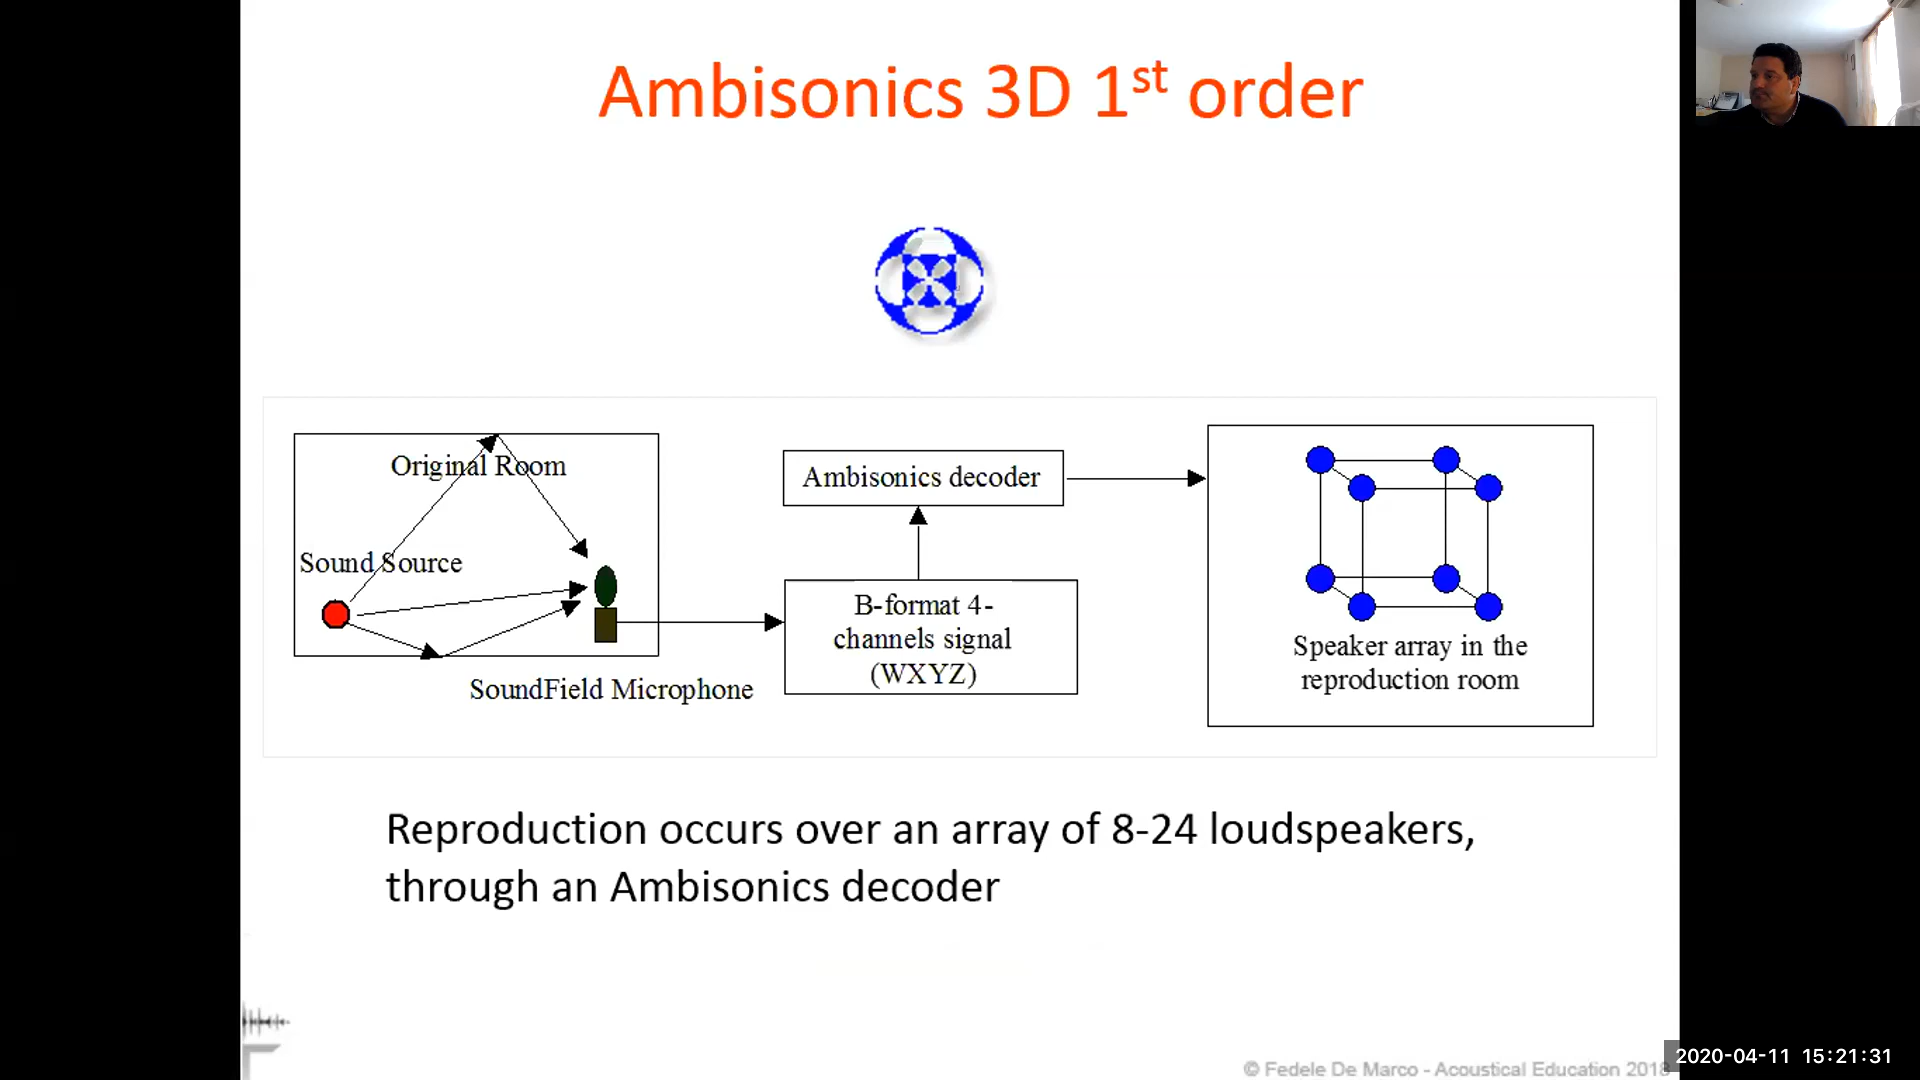 Ambisonics 3D 1st order
Original Room
Sound Source
SoundField Microphone
Ambisonics decoder
B-format 4-
channels signal
(WXYZ)
Speaker array in the
reproduction room
Reproduction occurs over an array of 8-24 loudspeakers,
through an Ambisonics decoder
© Fedele De Marco - Acoustical Education 2018
2020-04-11 15:21:31